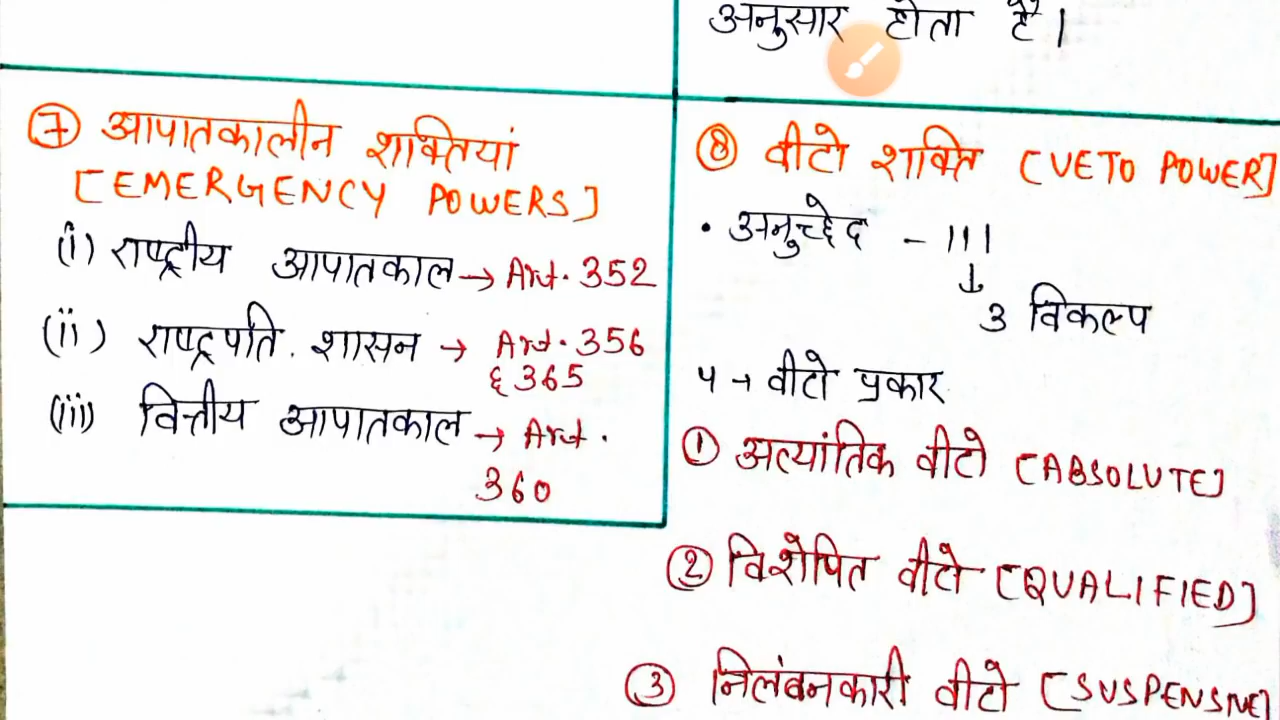 अनुसार होता है।
⑦ आपातकालीन शक्तियां
[EMERGENCY POWERS]
(i) राष्ट्रीय आपातकाल → Art. 352
(ii) राष्ट्रपति शासन → Art. 356
& 365
(iii) वित्तीय आपातकाल → Art.
360
⑧ वीटो शक्ति [VETO POWER]
• अनुच्छेद - 111
↓
3 विकल्प
4 → वीटो प्रकार
① अत्यांतिक वीटो [ABSOLUTE]
② विशेषित वीटो [QUALIFIED]
③ निलंबनकारी वीटो [SUSPENSIVE]